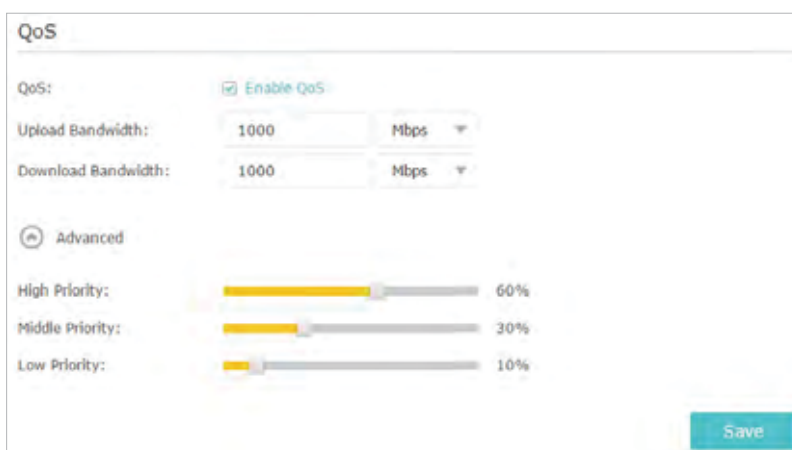 QoS
QoS: Enable QoS
Upload Bandwidth: 1000 Mbps
Download Bandwidth: 1000 Mbps
Advanced
High Priority: 60%
Middle Priority: 30%
Low Priority: 10%
Save